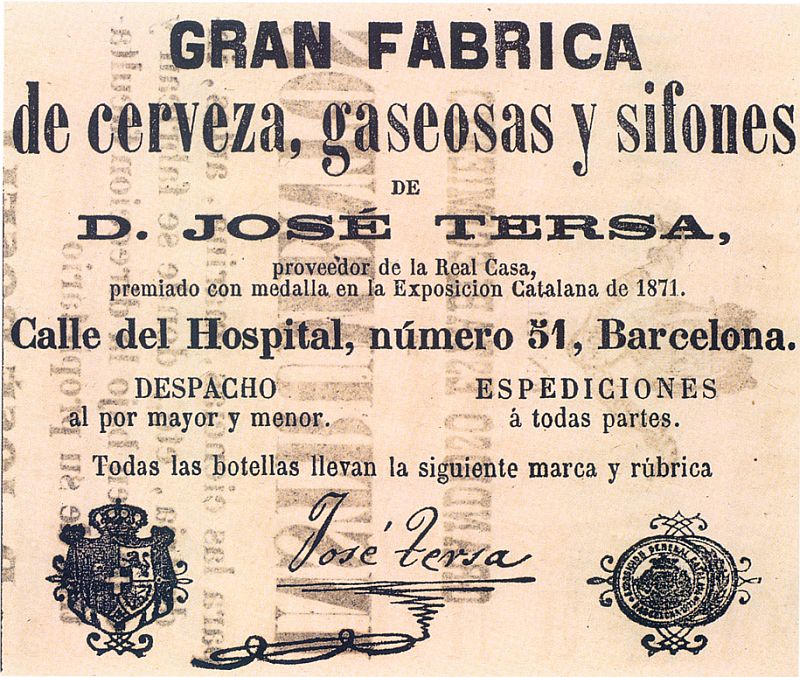 GRAN FABRICA
de cerveza, gaseosas y sifones
DE
D. JOSÉ TERSA,
proveedor de la Real Casa,
premiado con medalla en la Exposicion Catalana de 1871.
Calle del Hospital, número 51, Barcelona.
DESPACHO
al por mayor y menor.
ESPEDICIONES
á todas partes.
Todas las botellas llevan la siguiente marca y rúbrica
José Tersa